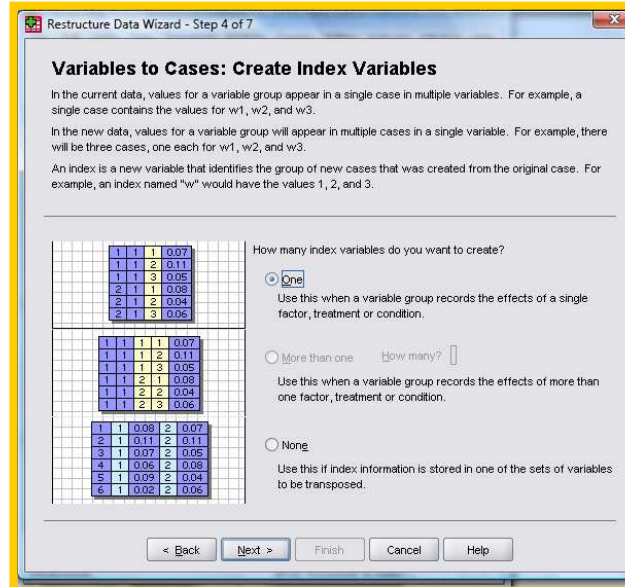 Restructure Data Wizard - Step 4 of 7
Variables to Cases: Create Index Variables
In the current data, values for a variable group appear in a single case in multiple variables. For example, a
single case contains the values for w1, w2, and w3.
In the new data, values for a variable group will appear in multiple cases in a single variable. For example, there
will be three cases, one each for w1, w2, and w3.
An index is a new variable that identifies the group of new cases that was created from the original case. For
example, an index named "w" would have the values 1, 2, and 3.
1 1 1 0.07
1 1 2 0.11
1 1 3 0.05
2 1 1 0.08
2 1 2 0.04
2 1 3 0.06
1 1 1 1 0.07
1 1 1 2 0.11
1 1 1 3 0.05
1 1 2 1 0.08
1 1 2 2 0.04
1 1 2 3 0.06
1 1 0.08 2 0.07
2 1 0.11 2 0.11
3 1 0.07 2 0.05
4 1 0.06 2 0.08
5 1 0.09 2 0.04
6 1 0.02 2 0.06
How many index variables do you want to create?
One
Use this when a variable group records the effects of a single
factor, treatment or condition.
More than one How many?
Use this when a variable group records the effects of more than
one factor, treatment or condition.
None
Use this if index information is stored in one of the sets of variables
to be transposed.
< Back Next > Finish Cancel Help